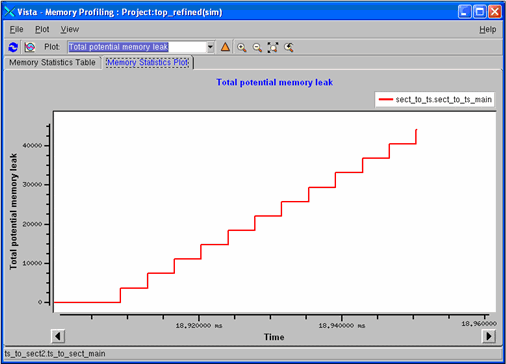 Vista - Memory Profiling : Project:top_refined(sim)
File Plot View Help
Plot: Total potential memory leak
Memory Statistics Table Memory Statistics Plot
Total potential memory leak
sect_to_ts.sect_to_ts_main
Total potential memory leak
40000
30000
20000
10000
0
18.920000 ms 18.940000 ms 18.960000
Time
ts_to_sect2.ts_to_sect_main